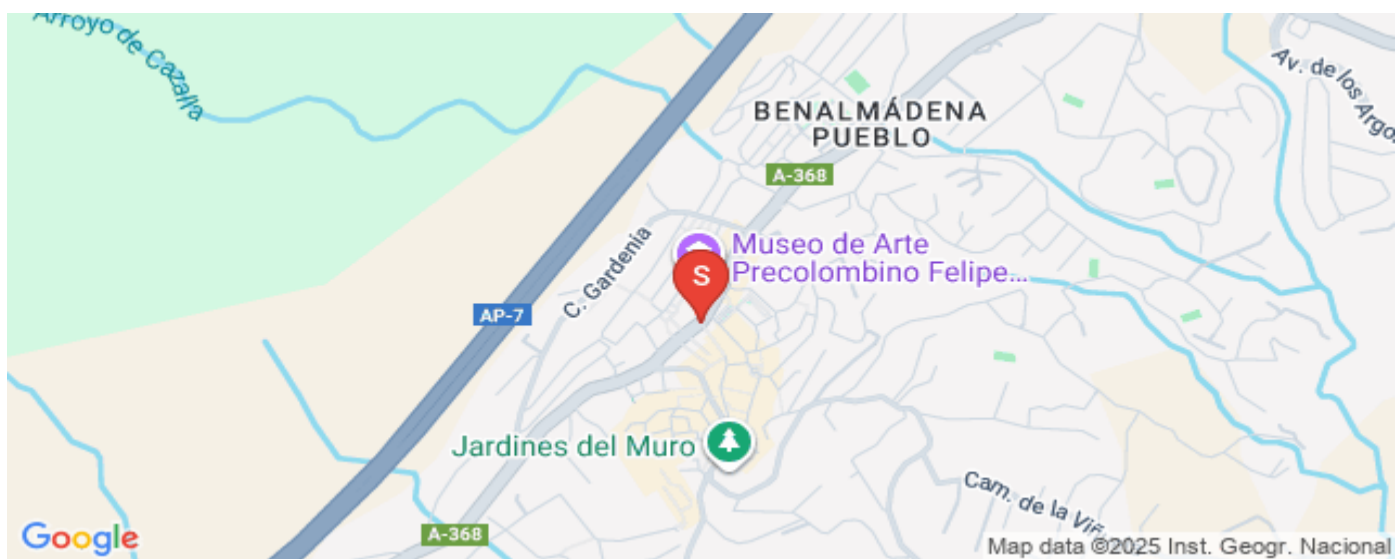 Arroyo de Cazalla
Av. de los Argo
BENALMÁDENA
PUEBLO
A-368
Museo de Arte
Precolombino Felipe...
C. Gardenia
S
AP-7
Jardines del Muro
Cam. de la Viñ
A-368
Google
Map data ©2025 Inst. Geogr. Nacional